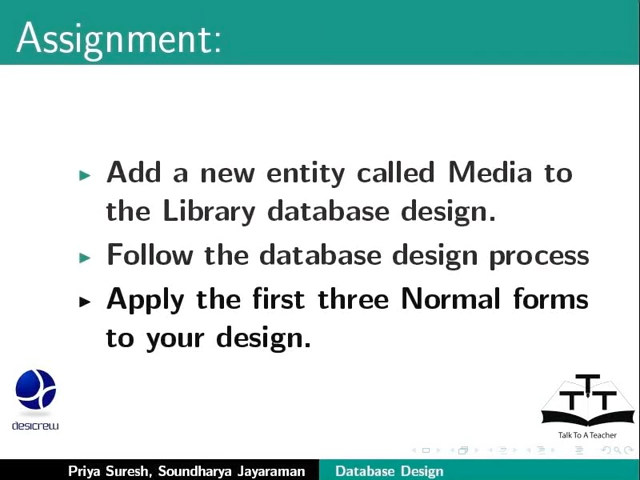 Assignment:
Add a new entity called Media to
the Library database design.
Follow the database design process
Apply the first three Normal forms
to your design.
desicrew
TTT
Talk To A Teacher
Priya Suresh, Soundharya Jayaraman Database Design